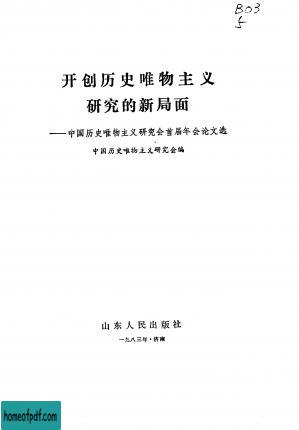 B03
5
开创历史唯物主义
研究的新局面
——中国历史唯物主义研究会首届年会论文选
中国历史唯物主义研究会编
山东人民出版社
一九八三年·济南
homeofpdf.com